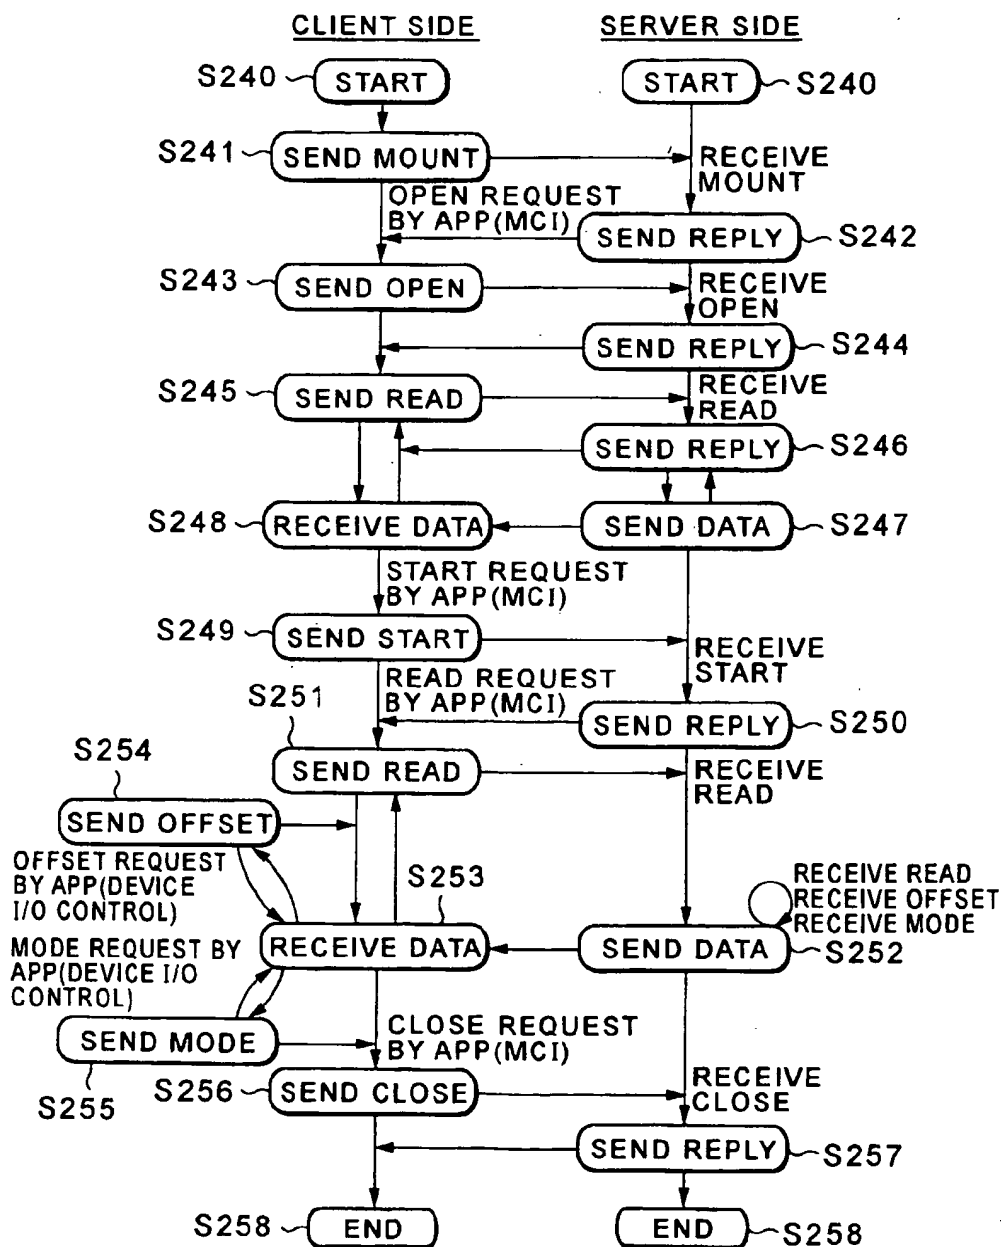 CLIENT SIDE
SERVER SIDE
S240
START
START
S240
S241
SEND MOUNT
RECEIVE
MOUNT
OPEN REQUEST
BY APP(MCI)
SEND REPLY
S242
S243
SEND OPEN
RECEIVE
OPEN
SEND REPLY
S244
S245
SEND READ
RECEIVE
READ
SEND REPLY
S246
S248
RECEIVE DATA
SEND DATA
S247
START REQUEST
BY APP(MCI)
S249
SEND START
RECEIVE
START
READ REQUEST
BY APP(MCI)
S251
SEND REPLY
S250
S254
SEND READ
RECEIVE
READ
SEND OFFSET
OFFSET REQUEST
BY APP(DEVICE
I/O CONTROL)
S253
RECEIVE READ
RECEIVE OFFSET
RECEIVE MODE
MODE REQUEST BY
APP(DEVICE I/O
CONTROL)
RECEIVE DATA
SEND DATA
S252
CLOSE REQUEST
BY APP(MCI)
SEND MODE
S255
S256
SEND CLOSE
RECEIVE
CLOSE
SEND REPLY
S257
S258
END
END
S258